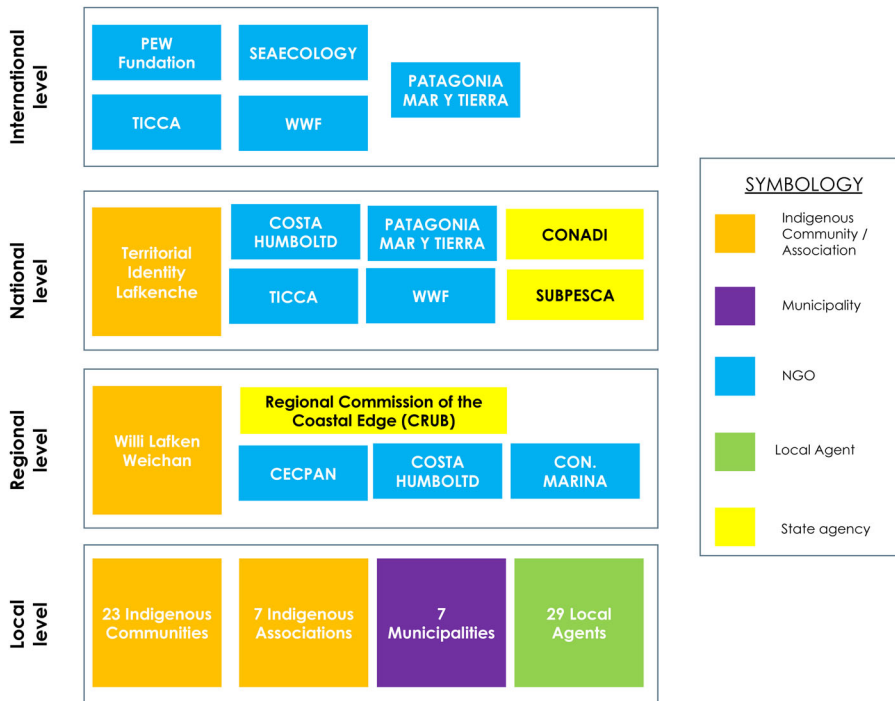 International
level
PEW
Fundation
SEAECOLOGY
PATAGONIA
MAR Y TIERRA
TICCA
WWF
National
level
Territorial
Identity
Lafkenche
COSTA
HUMBOLTD
PATAGONIA
MAR Y TIERRA
CONADI
TICCA
WWF
SUBPESCA
Regional
level
Willi Lafken
Weichan
Regional Commission of the
Coastal Edge (CRUB)
CECPAN
COSTA
HUMBOLTD
CON.
MARINA
Local
level
23 Indigenous
Communities
7 Indigenous
Associations
7
Municipalities
29 Local
Agents
SYMBOLOGY
Indigenous
Community /
Association
Municipality
NGO
Local Agent
State agency